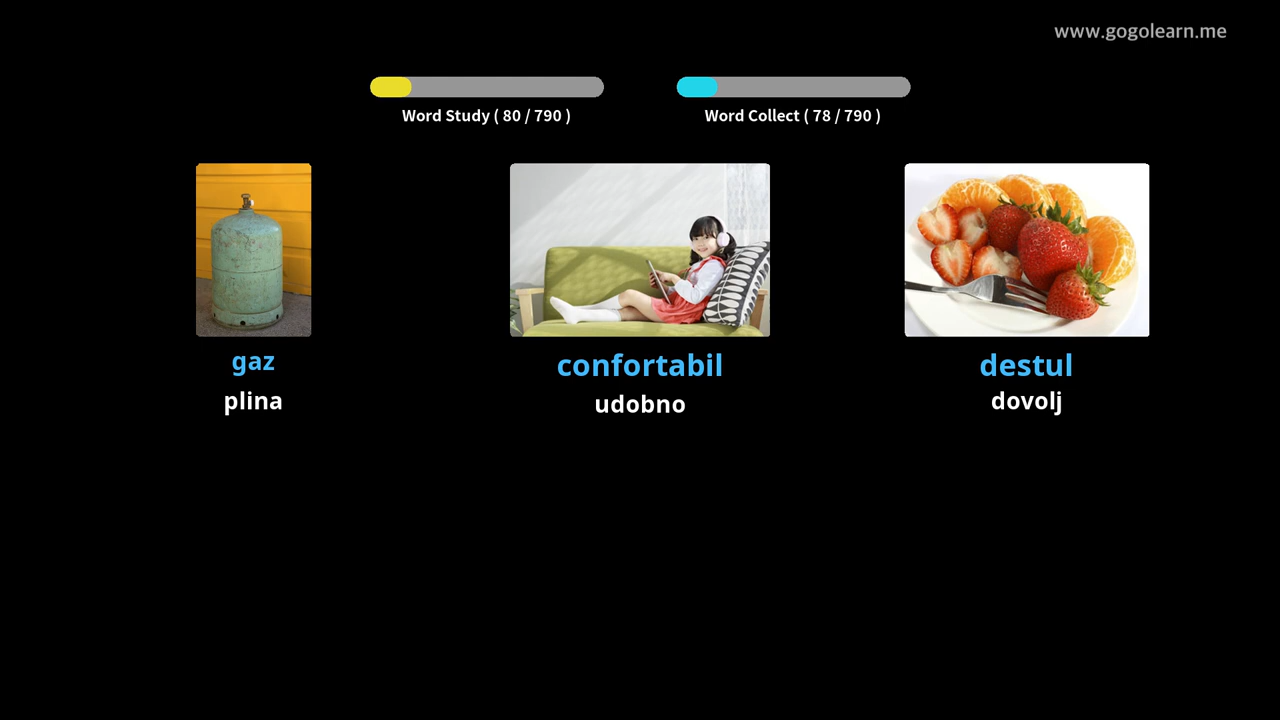 www.gogolearn.me
Word Study ( 80 / 790 )
Word Collect ( 78 / 790 )
gaz
plina
confortabil
udobno
destul
dovolj